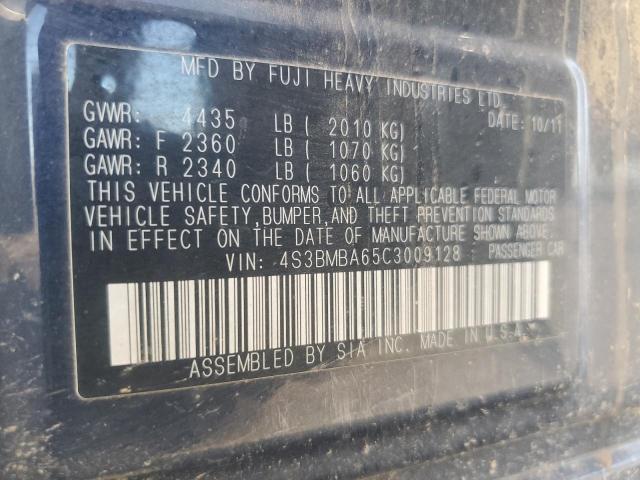 MFD BY FUJI HEAVY INDUSTRIES LTD.
DATE: 10/11
GVWR: 4435 LB ( 2010 KG)
GAWR: F 2360 LB ( 1070 KG)
GAWR: R 2340 LB ( 1060 KG)
THIS VEHICLE CONFORMS TO ALL APPLICABLE FEDERAL MOTOR
VEHICLE SAFETY, BUMPER, AND THEFT PREVENTION STANDARDS
IN EFFECT ON THE DATE OF MANUFACTURE SHOWN ABOVE.
VIN: 4S3BMBA65C3009128 PASSENGER CAR
ASSEMBLED BY SIA INC. MADE IN U.S.A.